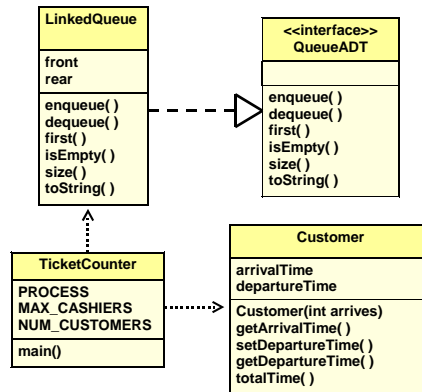 LinkedQueue
front
rear
enqueue( )
dequeue( )
first( )
isEmpty( )
size( )
toString( )
<<interface>>
QueueADT
enqueue( )
dequeue( )
first( )
isEmpty( )
size( )
toString( )
TicketCounter
PROCESS
MAX_CASHIERS
NUM_CUSTOMERS
main()
Customer
arrivalTime
departureTime
Customer(int arrives)
getArrivalTime( )
setDepartureTime( )
getDepartureTime( )
totalTime( )